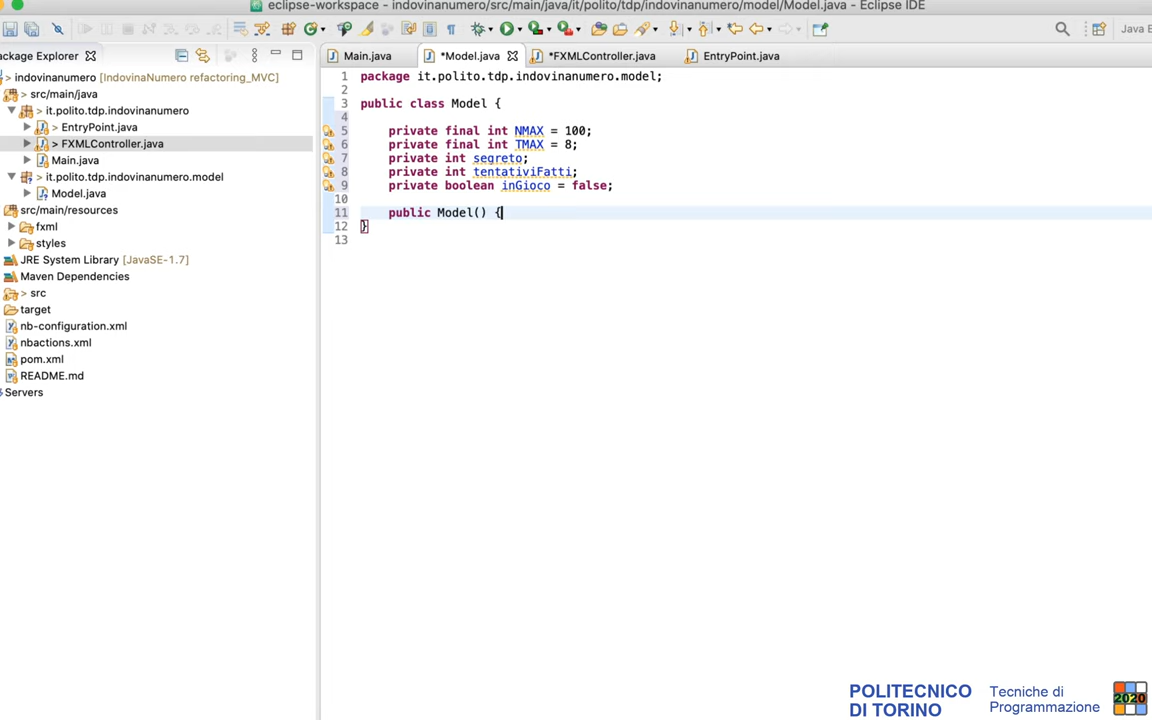 eclipse-workspace - indovinanumero/src/main/java/it/polito/tdp/indovinanumero/model/Model.java - Eclipse IDE
Java E
ackage Explorer
Main.java
*Model.java
*FXMLController.java
EntryPoint.java
> indovinanumero [IndovinaNumero refactoring_MVC]
> src/main/java
> it.polito.tdp.indovinanumero
> EntryPoint.java
> FXMLController.java
Main.java
> it.polito.tdp.indovinanumero.model
Model.java
src/main/resources
fxml
styles
JRE System Library [JavaSE-1.7]
Maven Dependencies
> src
target
nb-configuration.xml
nbactions.xml
pom.xml
README.md
Servers
1 package it.polito.tdp.indovinanumero.model;
2
3 public class Model {
4
5 private final int NMAX = 100;
6 private final int TMAX = 8;
7 private int segreto;
8 private int tentativiFatti;
9 private boolean inGioco = false;
10
11 public Model() {
12 }
13
POLITECNICO
DI TORINO
Tecniche di
Programmazione
2020